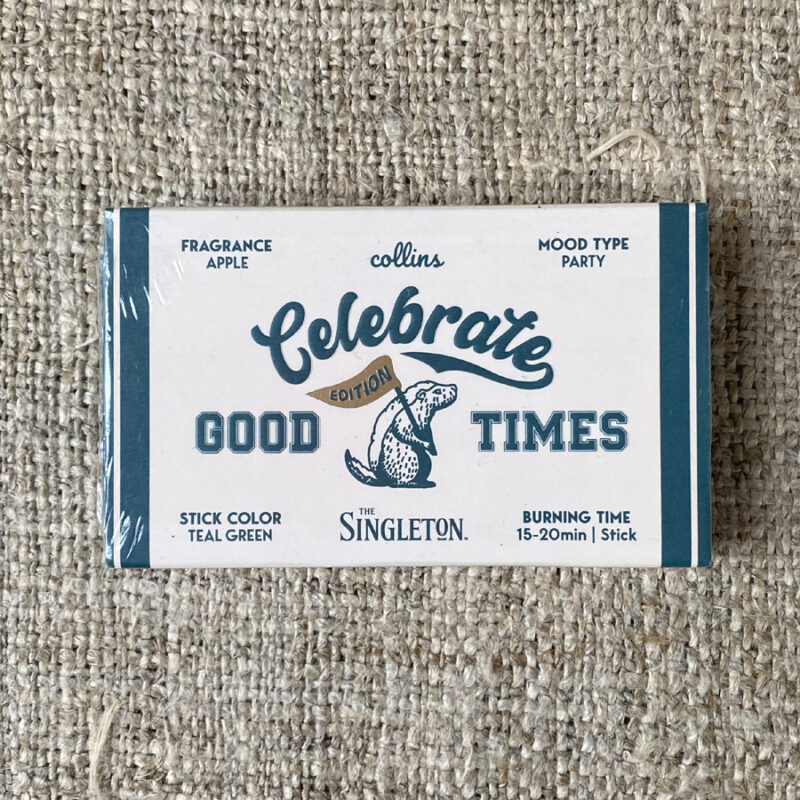 FRAGRANCE
APPLE
collins
MOOD TYPE
PARTY
Celebrate
EDITION
GOOD TIMES
STICK COLOR
TEAL GREEN
THE
SINGLETON™
BURNING TIME
15-20min | Stick